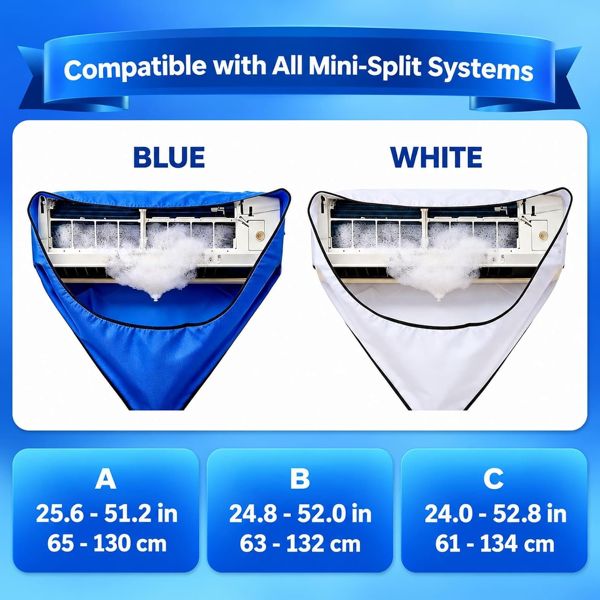 Compatible with All Mini-Split Systems
BLUE
WHITE
A
25.6 - 51.2 in
65 - 130 cm
B
24.8 - 52.0 in
63 - 132 cm
C
24.0 - 52.8 in
61 - 134 cm